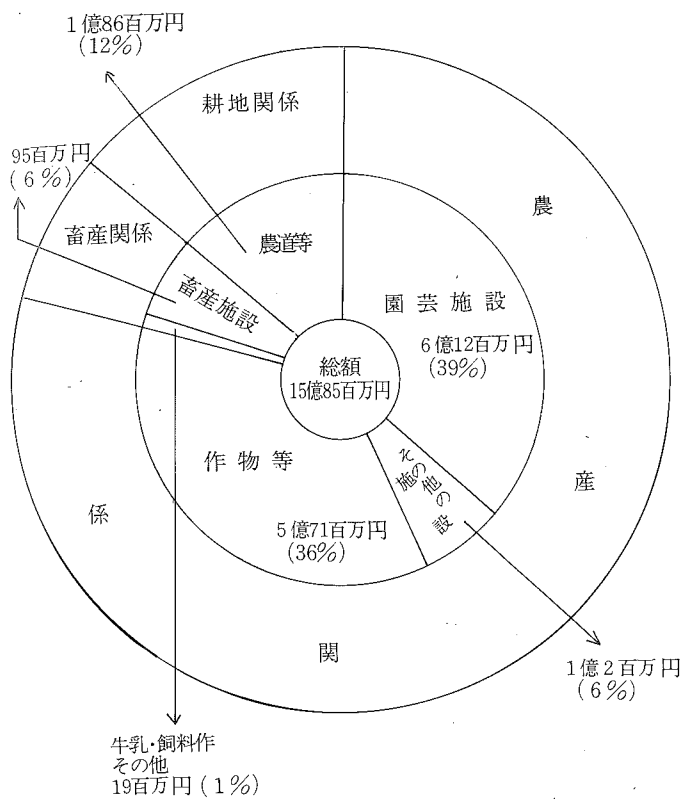 1億86百万円
(12%)
耕地関係
95百万円
(6%)
畜産関係
農道等
畜産施設
農
園芸施設
6億12百万円
(39%)
総額
15億85百万円
作物等
5億71百万円
(36%)
その他の
施設
産
係
関
1億2百万円
(6%)
牛乳・飼料作
その他
19百万円(1%)